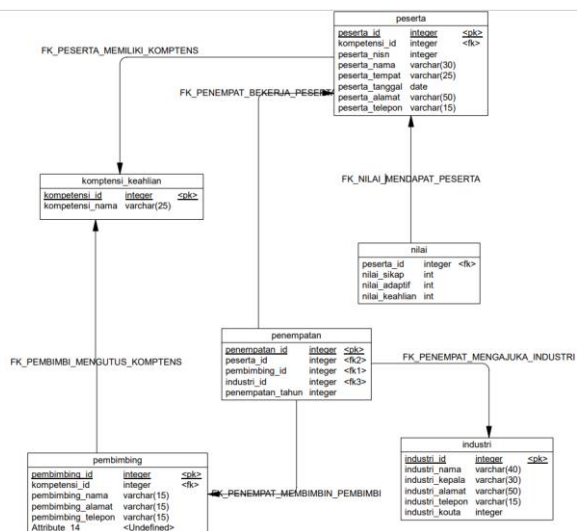 peserta
peserta_id integer <pk>
kompetensi_id integer <fk>
peserta_nisn integer
peserta_nama varchar(30)
peserta_tempat varchar(25)
peserta_tanggal date
peserta_alamat varchar(50)
peserta_telepon varchar(15)
FK_PESERTA_MEMILIKI_KOMPTENS
FK_PENEMPAT_BEKERJA_PESERTA
komptensi_keahlian
kompetensi_id integer <pk>
kompetensi_nama varchar(25)
FK_NILAI_MENDAPAT_PESERTA
nilai
peserta_id integer <fk>
nilai_sikap int
nilai_adaptif int
nilai_keahlian int
penempatan
penempatan_id integer <pk>
peserta_id integer <fk2>
pembimbing_id integer <fk1>
industri_id integer <fk3>
penempatan_tahun integer
FK_PEMBIMBI_MENGUTUS_KOMPTENS
FK_PENEMPAT_MENGAJUKA_INDUSTRI
pembimbing
pembimbing_id integer <pk>
kompetensi_id integer <fk>
pembimbing_nama varchar(15)
pembimbing_alamat varchar(15)
pembimbing_telepon varchar(15)
Attribute_14 <Undefined>
FK_PENEMPAT_MEMBIMBIN_PEMBIMBI
industri
industri_id integer <pk>
industri_nama varchar(40)
industri_kepala varchar(30)
industri_alamat varchar(50)
industri_telepon varchar(15)
industri_kouta integer